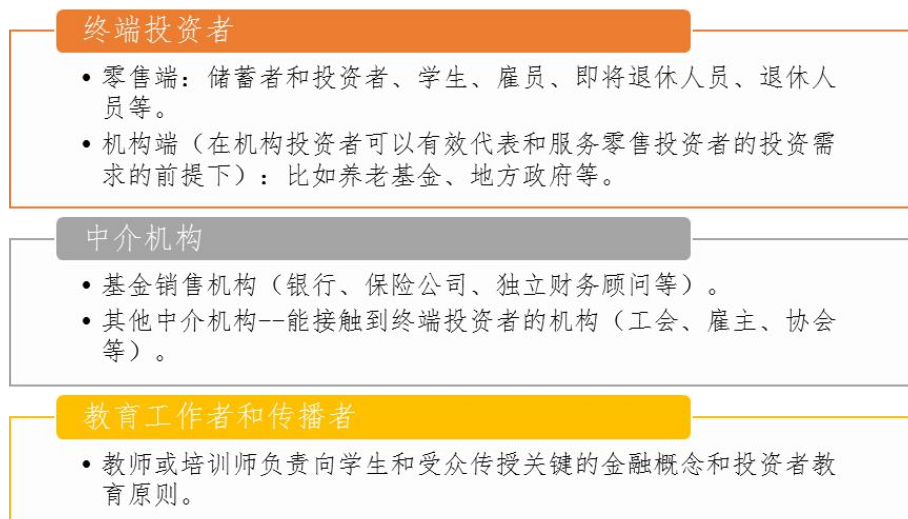 终端投资者
•零售端：储蓄者和投资者、学生、雇员、即将退休人员、退休人
员等。
•机构端（在机构投资者可以有效代表和服务零售投资者的投资需
求的前提下）：比如养老基金、地方政府等。
中介机构
•基金销售机构（银行、保险公司、独立财务顾问等）。
•其他中介机构--能接触到终端投资者的机构（工会、雇主、协会
等）。
教育工作者和传播者
•教师或培训师负责向学生和受众传授关键的金融概念和投资者教
育原则。